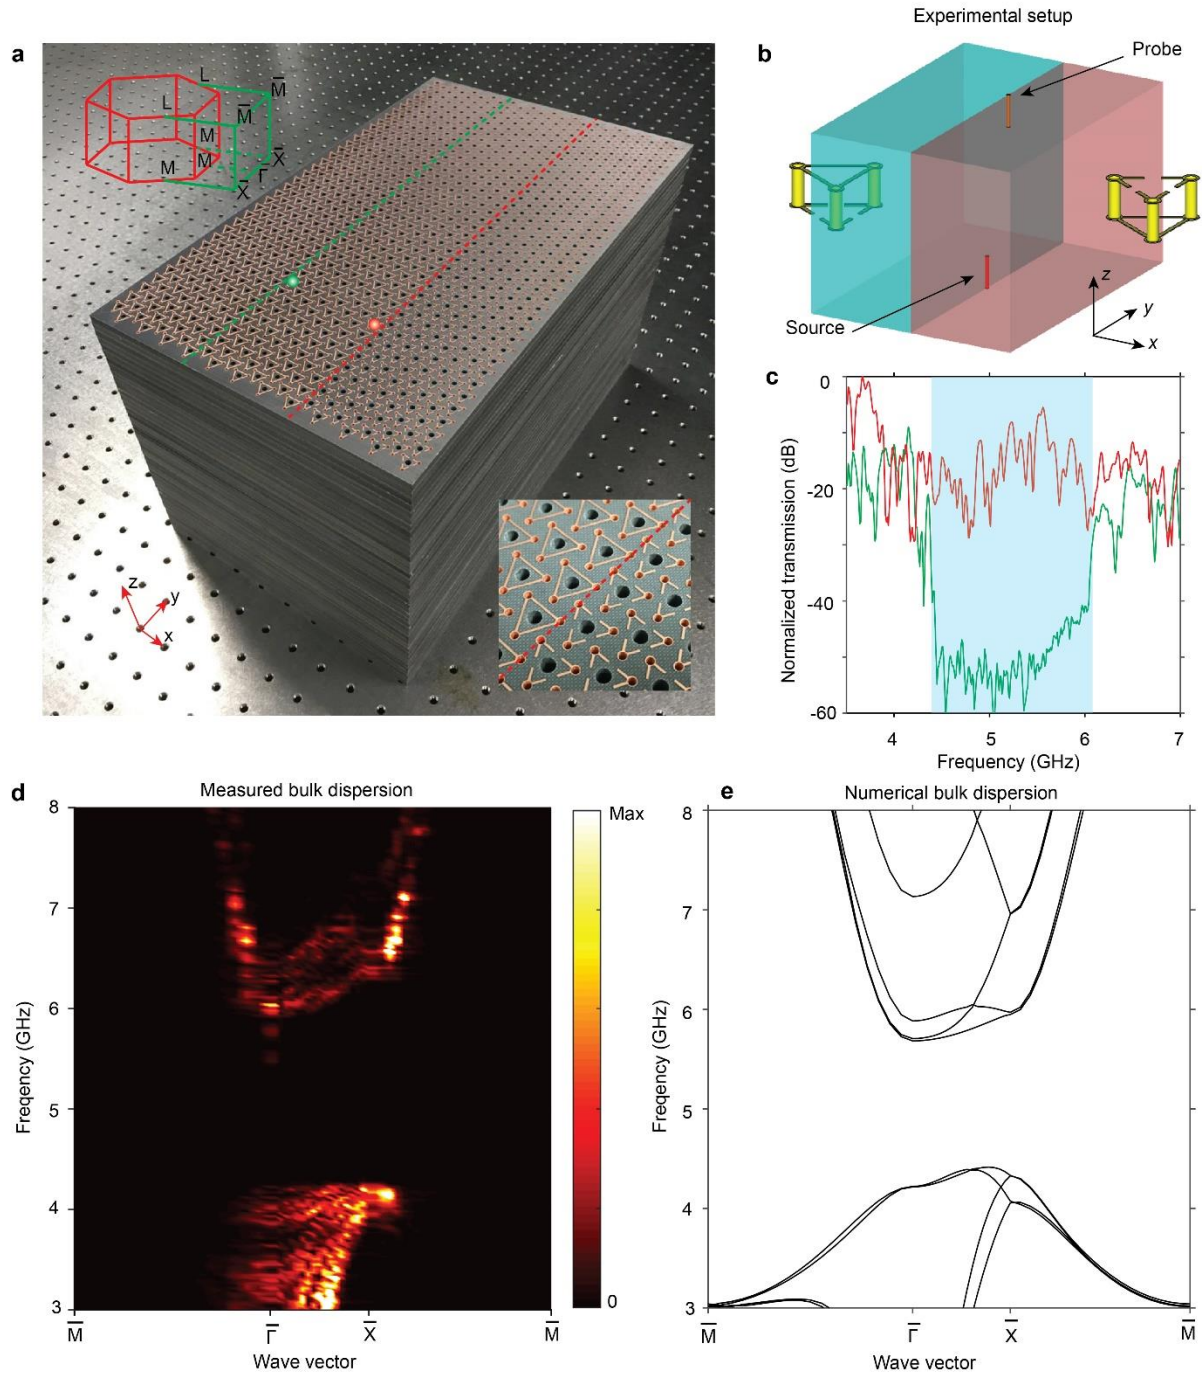 a
L
M̅
L
M̅
M
M
X̅
M
Γ̅
X̅
z
y
x
Experimental setup
b
Probe
Source
z
y
x
c
0
-20
-40
-60
Normalized transmission (dB)
4
5
6
7
Frequency (GHz)
d
Measured bulk dispersion
8
7
6
5
4
3
Freqency (GHz)
M̅
Γ̅
X̅
M̅
Wave vector
Max
0
e
Numerical bulk dispersion
8
7
6
5
4
3
Freqency (GHz)
M̅
Γ̅
X̅
M̅
Wave vector